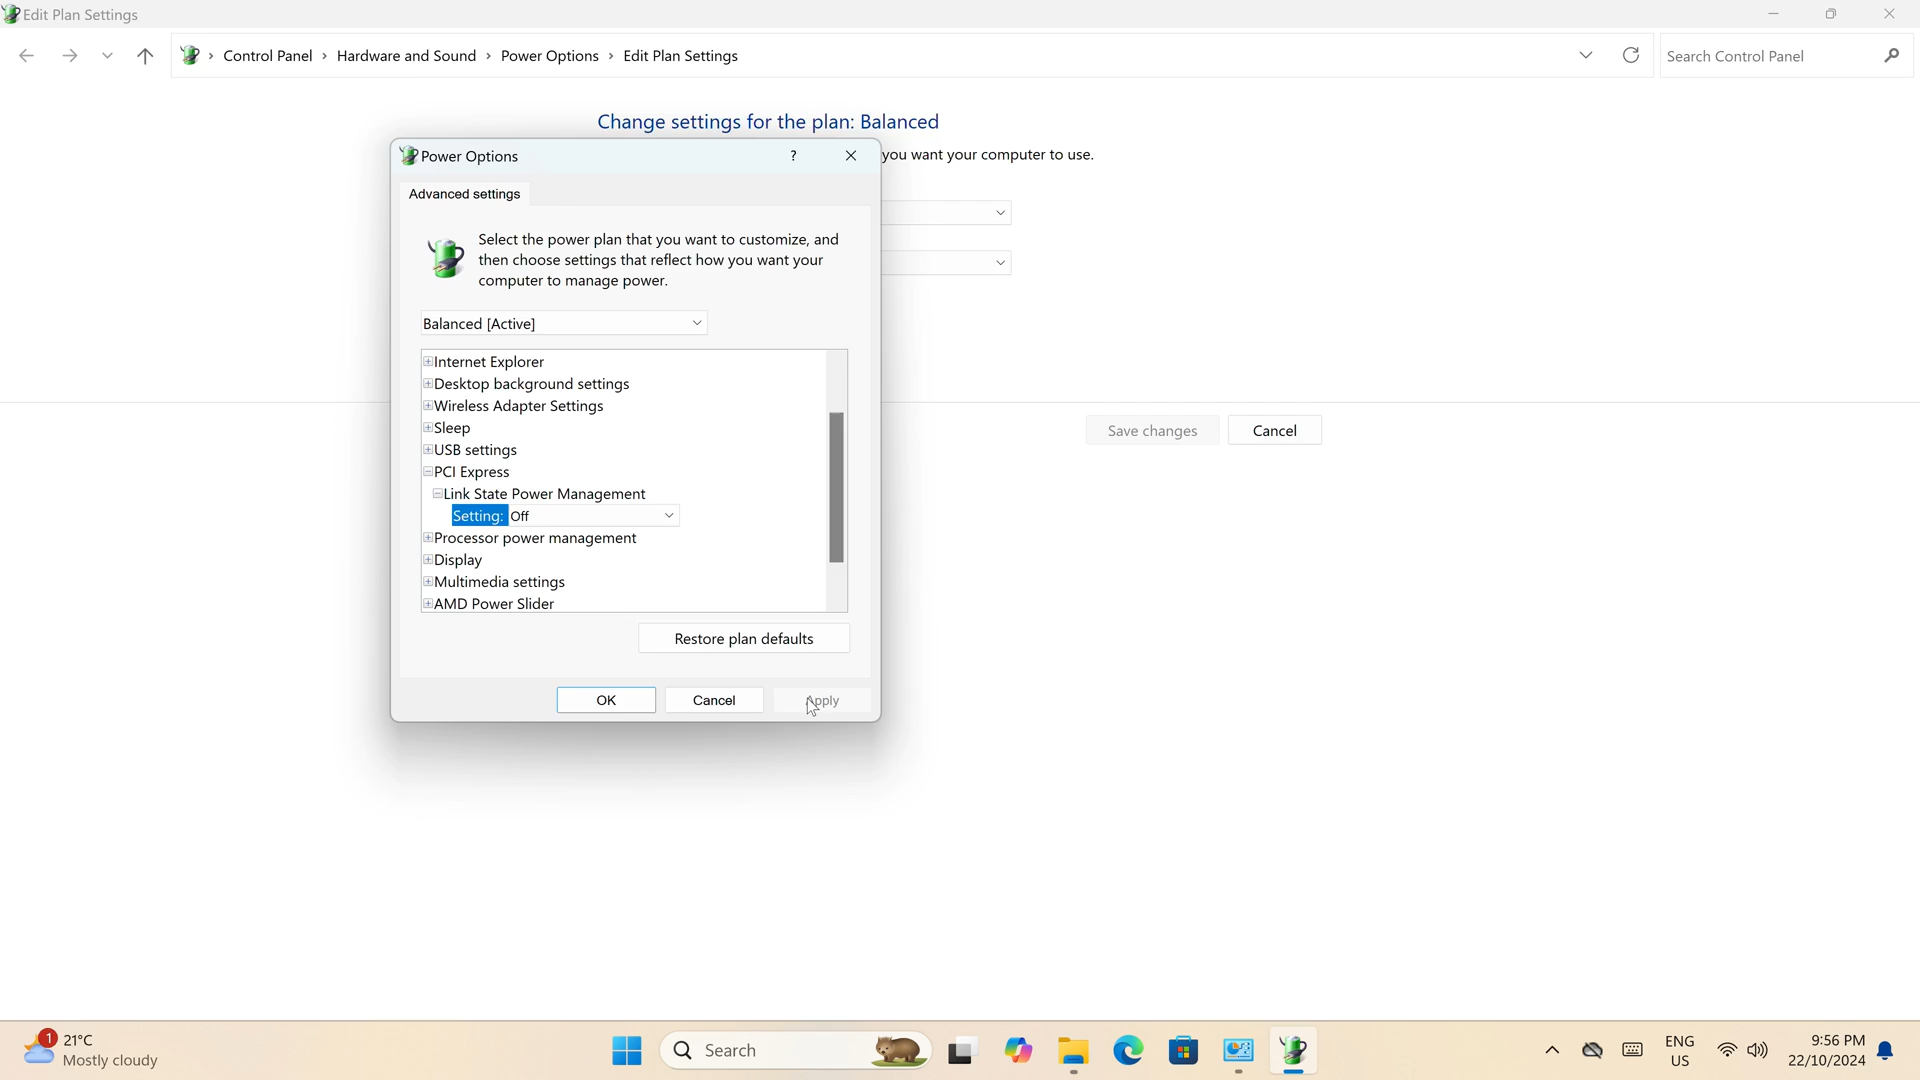 Edit Plan Settings
Control Panel > Hardware and Sound > Power Options > Edit Plan Settings
Search Control Panel
Change settings for the plan: Balanced
you want your computer to use.
Save changes
Cancel
Power Options
?
Advanced settings
Select the power plan that you want to customize, and
then choose settings that reflect how you want your
computer to manage power.
Balanced [Active]
Internet Explorer
Desktop background settings
Wireless Adapter Settings
Sleep
USB settings
PCI Express
Link State Power Management
Setting: Off
Processor power management
Display
Multimedia settings
AMD Power Slider
Restore plan defaults
OK
Cancel
Apply
1
21°C
Mostly cloudy
Search
ENG
US
9:56 PM
22/10/2024